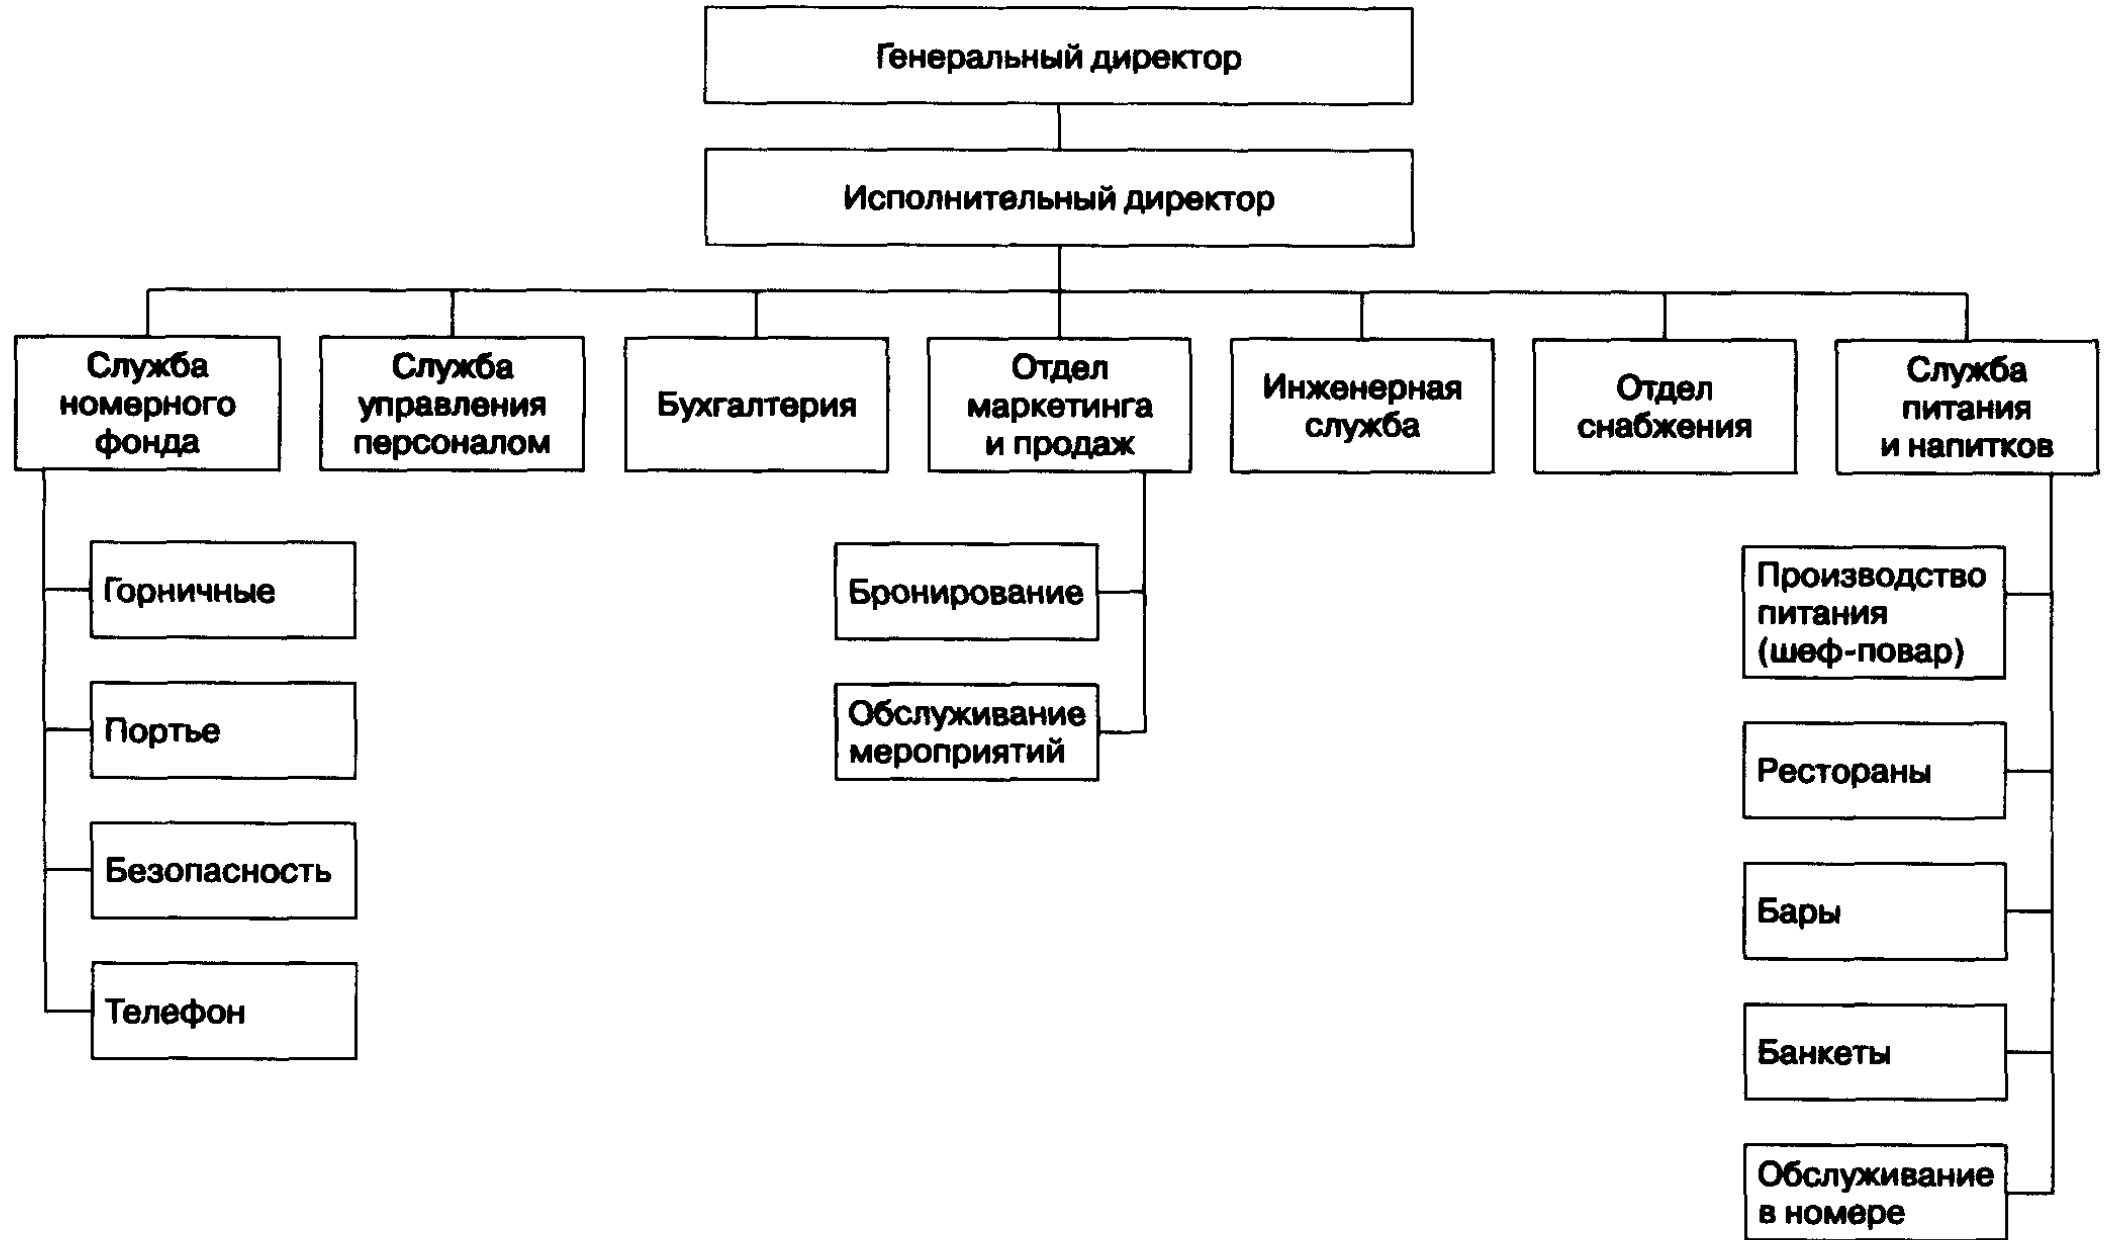 Генеральный директор
Исполнительный директор
Служба
номерного
фонда
Служба
управления
персоналом
Бухгалтерия
Отдел
маркетинга
и продаж
Инженерная
служба
Отдел
снабжения
Служба
питания
и напитков
Горничные
Портье
Безопасность
Телефон
Бронирование
Обслуживание
мероприятий
Производство
питания
(шеф-повар)
Рестораны
Бары
Банкеты
Обслуживание
в номере